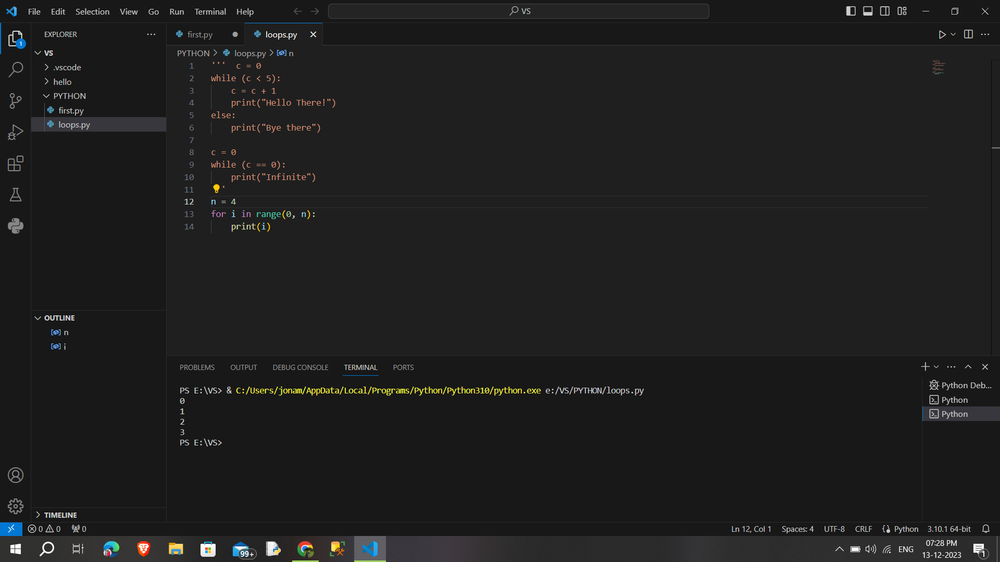 File Edit Selection View Go Run Terminal Help
VS
EXPLORER
1
VS
.vscode
hello
PYTHON
first.py
loops.py
OUTLINE
n
i
TIMELINE
first.py
loops.py
PYTHON > loops.py > n
1 ''' c = 0
2 while (c < 5):
3 c = c + 1
4 print("Hello There!")
5 else:
6 print("Bye there")
7
8 c = 0
9 while (c == 0):
10 print("Infinite")
11 '
12 n = 4
13 for i in range(0, n):
14 print(i)
PROBLEMS OUTPUT DEBUG CONSOLE TERMINAL PORTS
PS E:\VS> & C:/Users/jonam/AppData/Local/Programs/Python/Python310/python.exe e:/VS/PYTHON/loops.py
0
1
2
3
PS E:\VS>
Python Deb...
Python
Python
0 0 0
Ln 12, Col 1 Spaces: 4 UTF-8 CRLF Python 3.10.1 64-bit
99+
ENG
07:28 PM
13-12-2023
1